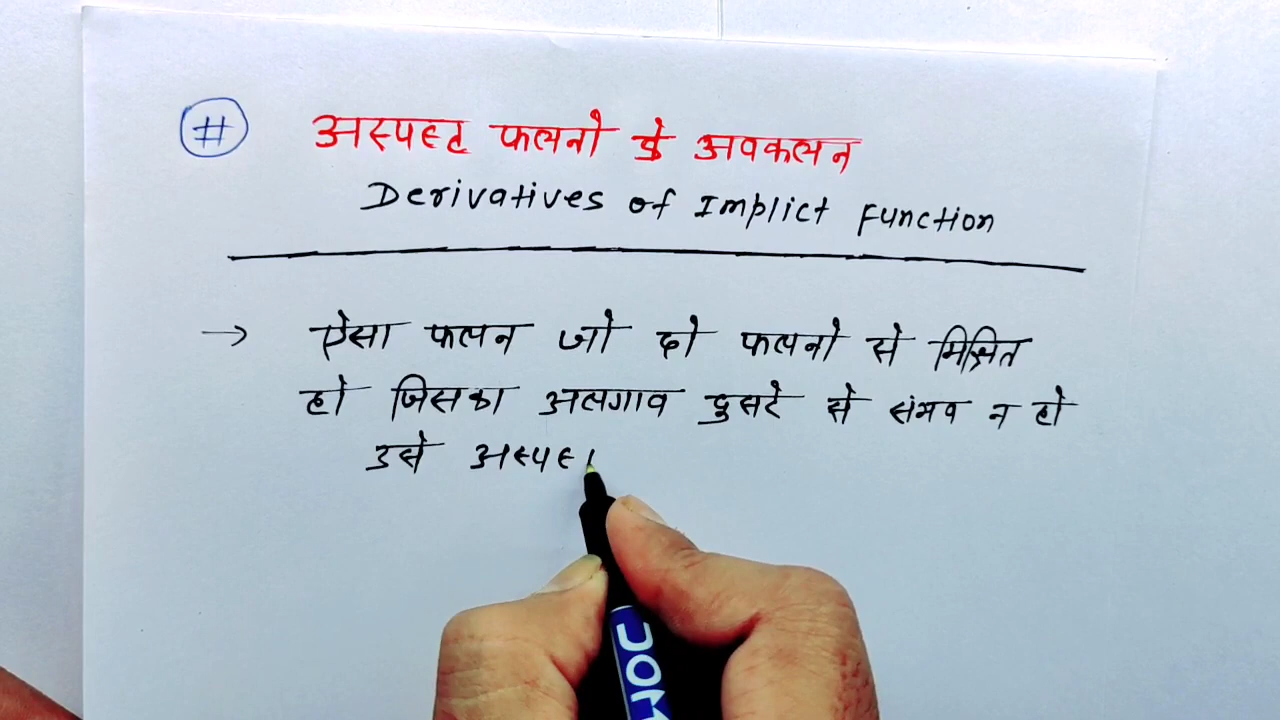 #
अस्पष्ट फलनो के अवकलन
Derivatives of Implict Function
→ ऐसा फलन जो दो फलनो से मिश्रित
हो जिसका अलगाव दुसरे से संभव न हो
उसे अस्पष